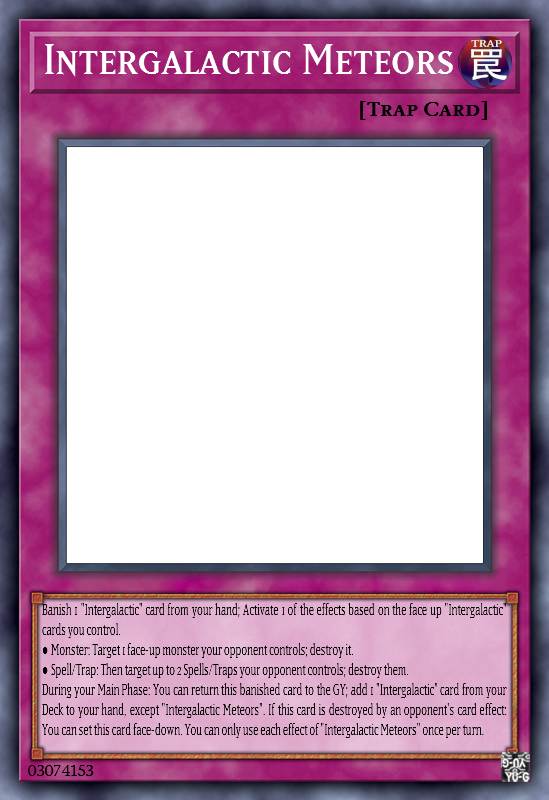 INTERGALACTIC METEORS
TRAP
罠
[TRAP CARD]
Banish 1 "Intergalactic" card from your hand; Activate 1 of the effects based on the face up "Intergalactic"
cards you control.
● Monster: Target 1 face-up monster your opponent controls; destroy it.
● Spell/Trap: Then target up to 2 Spells/Traps your opponent controls; destroy them.
During your Main Phase: You can return this banished card to the GY; add 1 "Intergalactic" card from your
Deck to your hand, except "Intergalactic Meteors". If this card is destroyed by an opponent's card effect:
You can set this card face-down. You can only use each effect of "Intergalactic Meteors" once per turn.
03074153